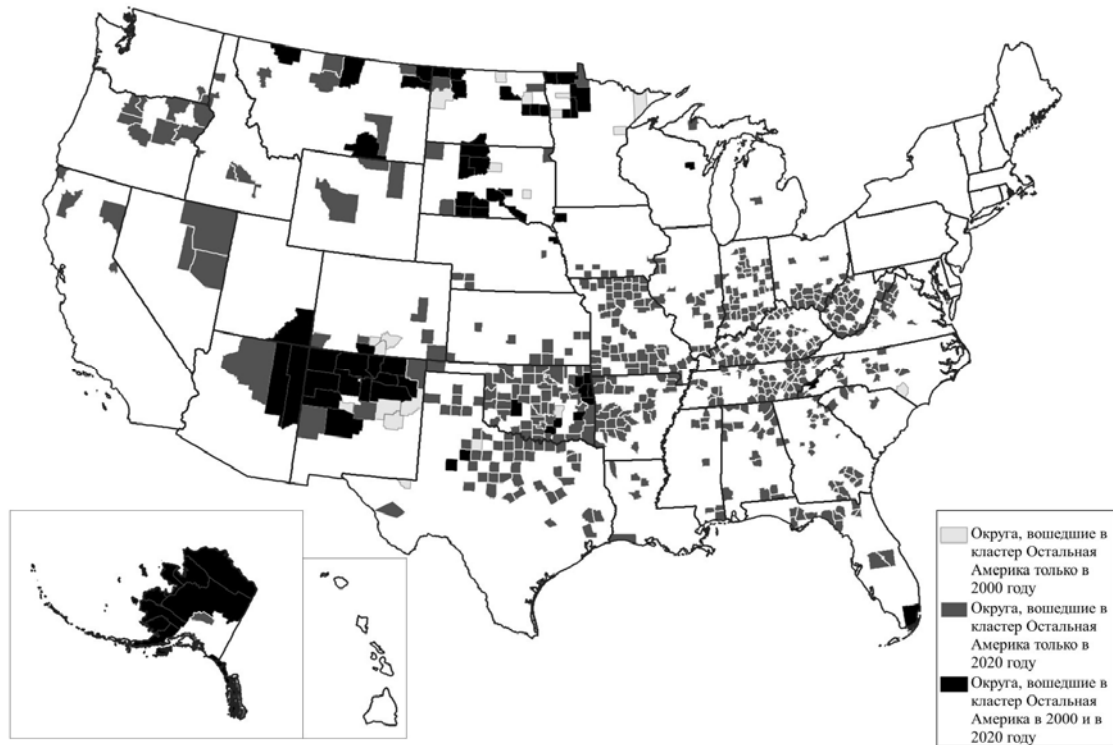 Округа, вошедшие в
кластер Остальная
Америка только в
2000 году
Округа, вошедшие в
кластер Остальная
Америка только в
2020 году
Округа, вошедшие в
кластер Остальная
Америка в 2000 и в
2020 году